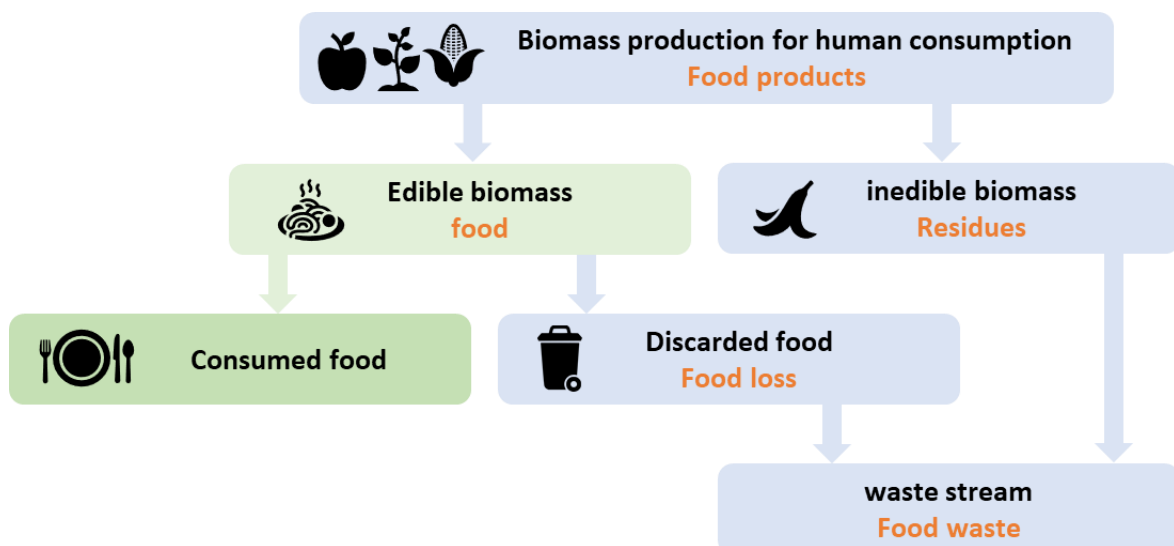 Biomass production for human consumption
Food products
Edible biomass
food
inedible biomass
Residues
Consumed food
Discarded food
Food loss
waste stream
Food waste